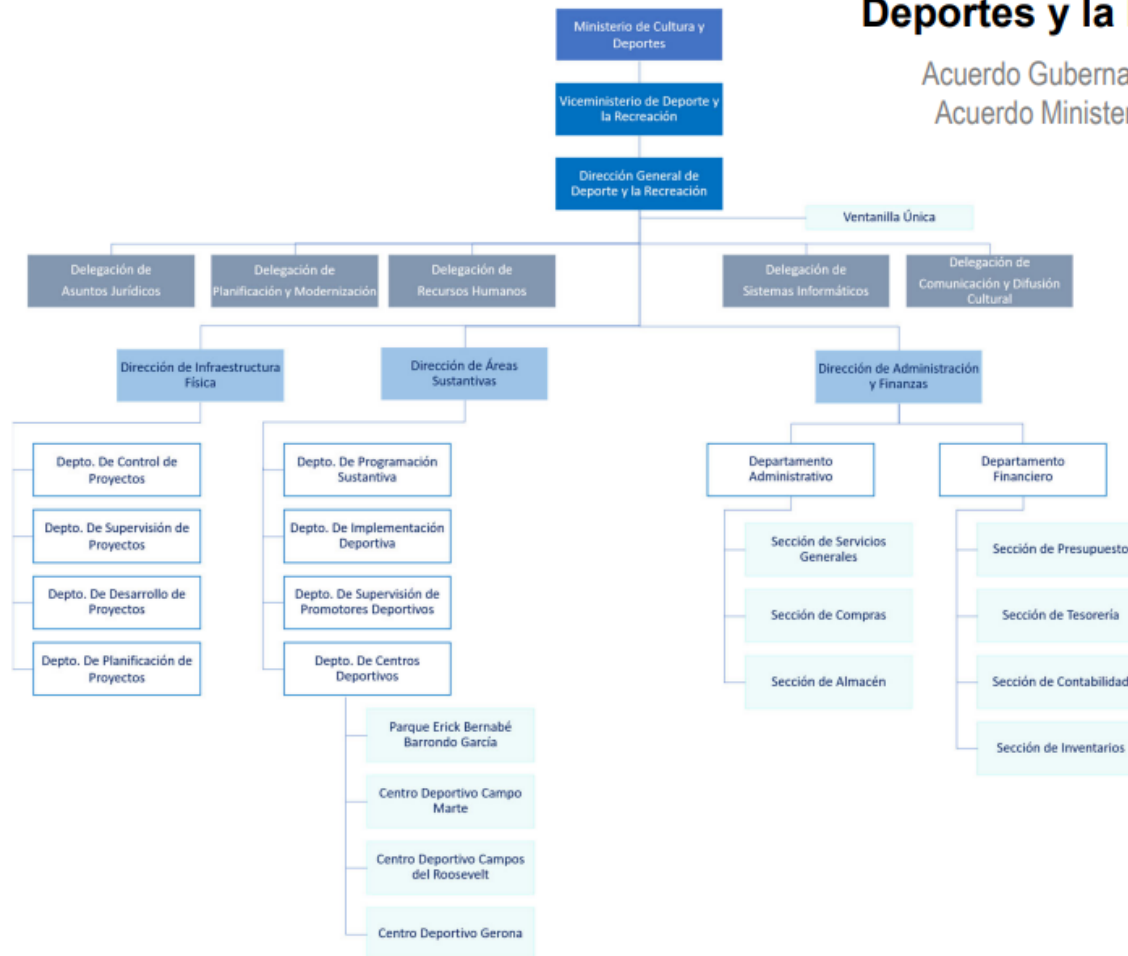 Deportes y la
Acuerdo Guberna
Acuerdo Minister
Ministerio de Cultura y
Deportes
Viceministerio de Deporte y
la Recreación
Dirección General de
Deporte y la Recreación
Ventanilla Única
Delegación de
Asuntos Jurídicos
Delegación de
Planificación y Modernización
Delegación de
Recursos Humanos
Delegación de
Sistemas Informáticos
Delegación de
Comunicación y Difusión
Cultural
Dirección de Infraestructura
Física
Dirección de Áreas
Sustantivas
Dirección de Administración
y Finanzas
Depto. De Control de
Proyectos
Depto. De Supervisión de
Proyectos
Depto. De Desarrollo de
Proyectos
Depto. De Planificación de
Proyectos
Depto. De Programación
Sustantiva
Depto. De Implementación
Deportiva
Depto. De Supervisión de
Promotores Deportivos
Depto. De Centros
Deportivos
Parque Erick Bernabé
Barrondo García
Centro Deportivo Campo
Marte
Centro Deportivo Campos
del Roosevelt
Centro Deportivo Gerona
Departamento
Administrativo
Sección de Servicios
Generales
Sección de Compras
Sección de Almacén
Departamento
Financiero
Sección de Presupuesto
Sección de Tesorería
Sección de Contabilidad
Sección de Inventarios